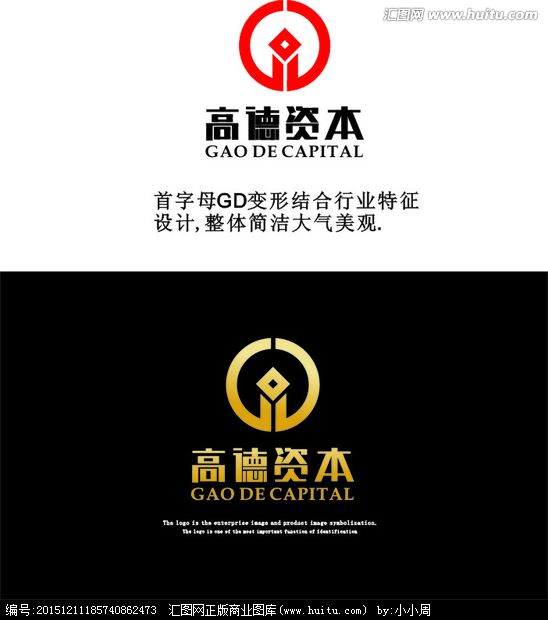 汇图网 www.huitu.com
高德资本
GAO DE CAPITAL
首字母GD变形结合行业特征
设计,整体简洁大气美观.
高德资本
GAO DE CAPITAL
The logo is the enterprise image and product image symbolization.
The logo is one of the most important function of identification
编号:20151211185740862473 汇图网正版商业图库(www.huitu.com) by:小小周